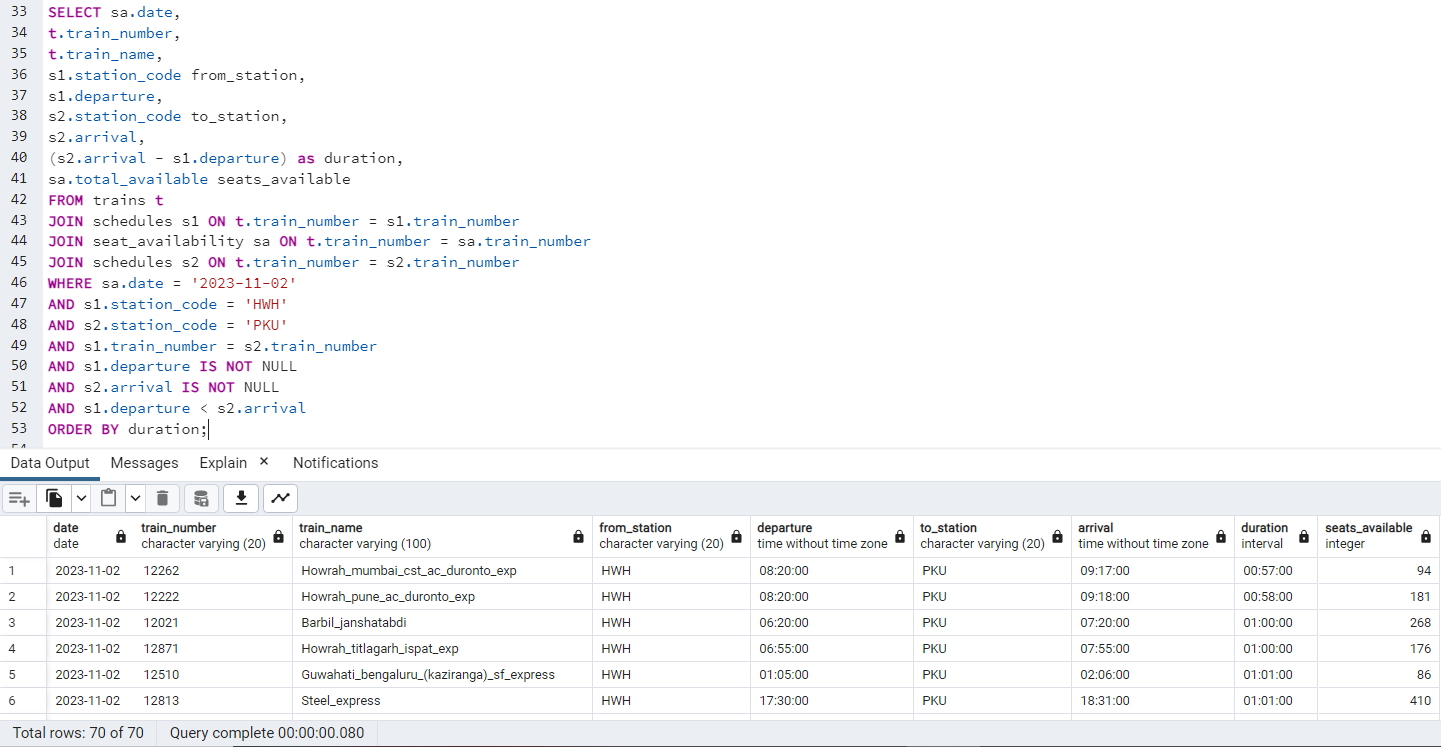 33 SELECT sa.date,
34 t.train_number,
35 t.train_name,
36 s1.station_code from_station,
37 s1.departure,
38 s2.station_code to_station,
39 s2.arrival,
40 (s2.arrival - s1.departure) as duration,
41 sa.total_available seats_available
42 FROM trains t
43 JOIN schedules s1 ON t.train_number = s1.train_number
44 JOIN seat_availability sa ON t.train_number = sa.train_number
45 JOIN schedules s2 ON t.train_number = s2.train_number
46 WHERE sa.date = '2023-11-02'
47 AND s1.station_code = 'HWH'
48 AND s2.station_code = 'PKU'
49 AND s1.train_number = s2.train_number
50 AND s1.departure IS NOT NULL
51 AND s2.arrival IS NOT NULL
52 AND s1.departure < s2.arrival
53 ORDER BY duration;
Data Output Messages Explain × Notifications
date train_number train_name from_station departure to_station arrival duration seats_available
date character varying (20) character varying (100) character varying (20) time without time zone character varying (20) time without time zone interval integer
1 2023-11-02 12262 Howrah_mumbai_cst_ac_duronto_exp HWH 08:20:00 PKU 09:17:00 00:57:00 94
2 2023-11-02 12222 Howrah_pune_ac_duronto_exp HWH 08:20:00 PKU 09:18:00 00:58:00 181
3 2023-11-02 12021 Barbil_janshatabdi HWH 06:20:00 PKU 07:20:00 01:00:00 268
4 2023-11-02 12871 Howrah_titlagarh_ispat_exp HWH 06:55:00 PKU 07:55:00 01:00:00 176
5 2023-11-02 12510 Guwahati_bengaluru_(kaziranga)_sf_express HWH 01:05:00 PKU 02:06:00 01:01:00 86
6 2023-11-02 12813 Steel_express HWH 17:30:00 PKU 18:31:00 01:01:00 410
Total rows: 70 of 70 Query complete 00:00:00.080